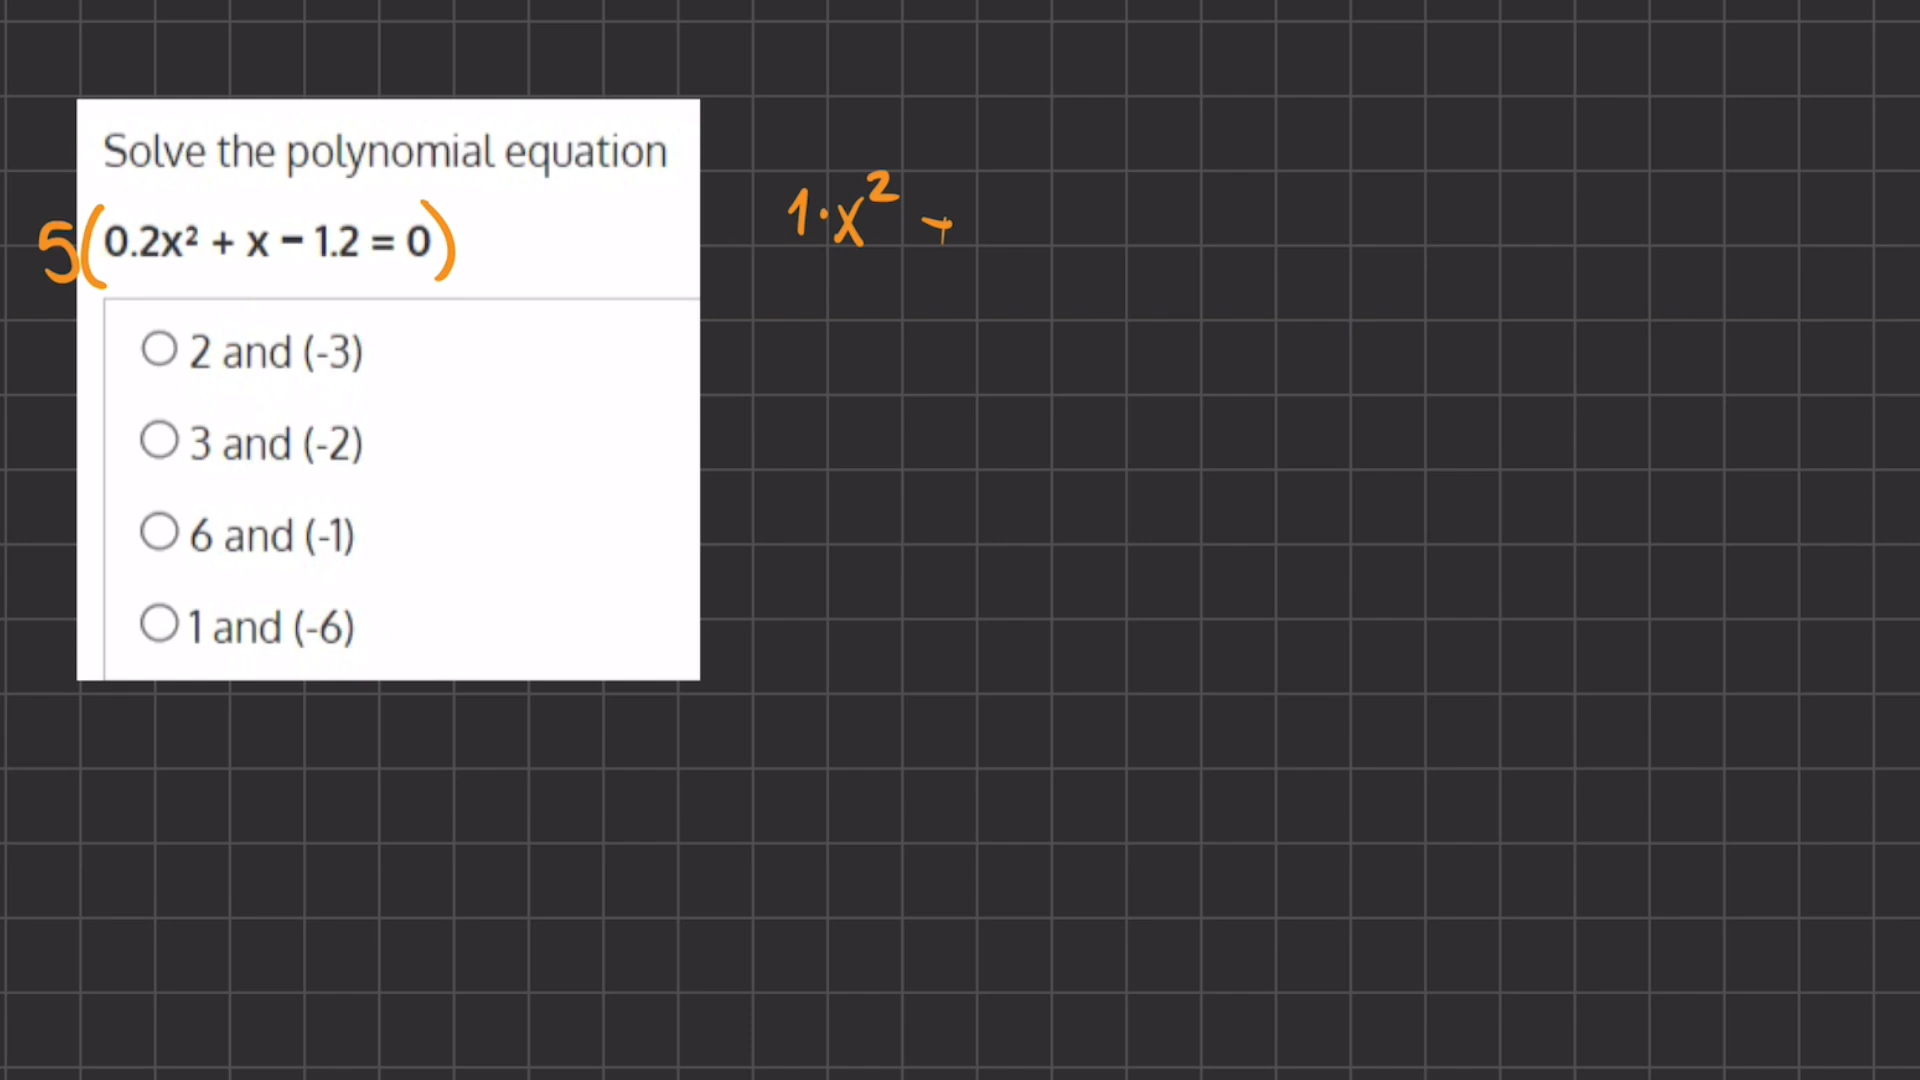 Solve the polynomial equation
5(0.2x² + x − 1.2 = 0)
1·x² +
2 and (-3)
3 and (-2)
6 and (-1)
1 and (-6)